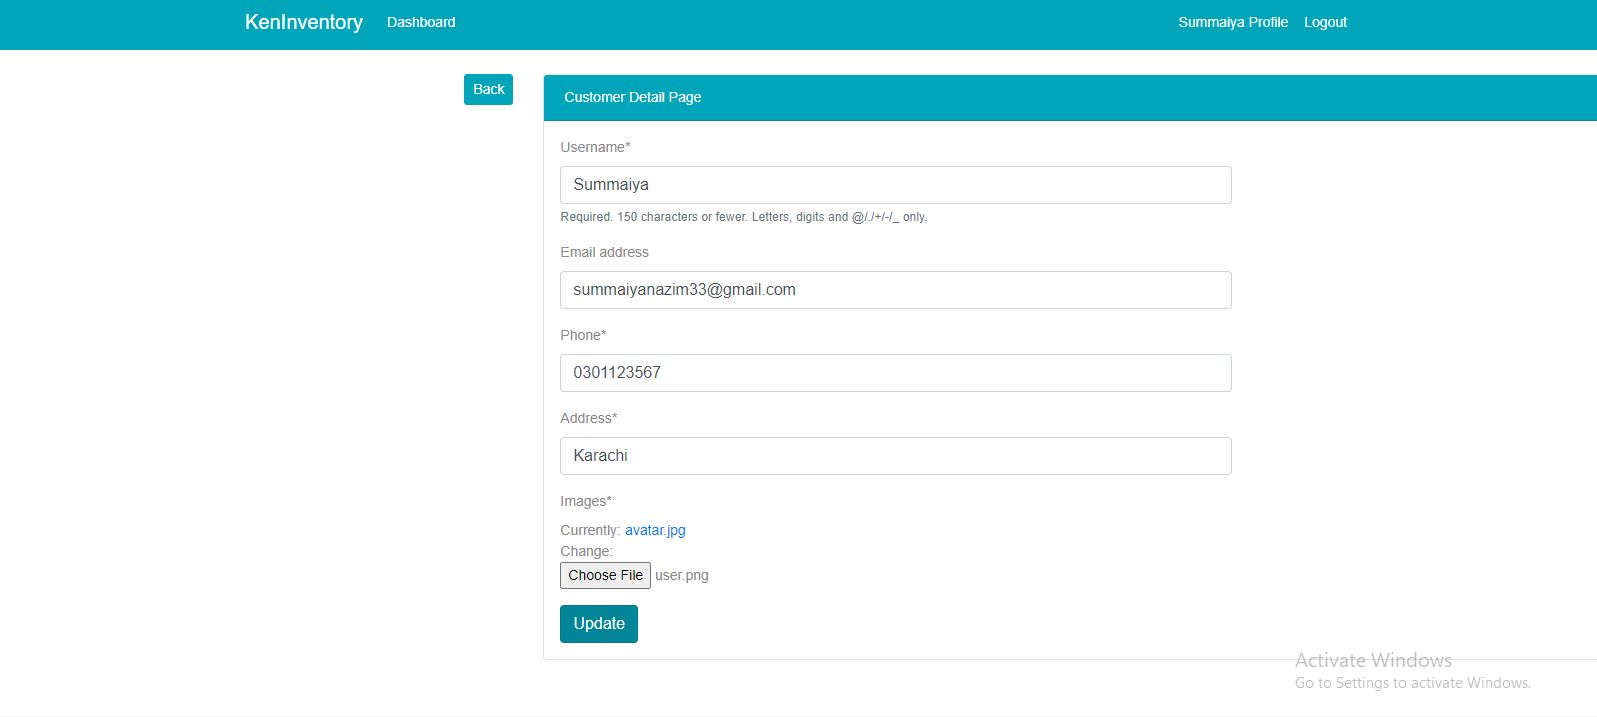 KenInventory Dashboard Summaiya Profile Logout
Back
Customer Detail Page
Username*
Summaiya
Required. 150 characters or fewer. Letters, digits and @/./+/-/_ only.
Email address
summaiyanazim33@gmail.com
Phone*
0301123567
Address*
Karachi
Images*
Currently: avatar.jpg
Change:
Choose File user.png
Update
Activate Windows
Go to Settings to activate Windows.